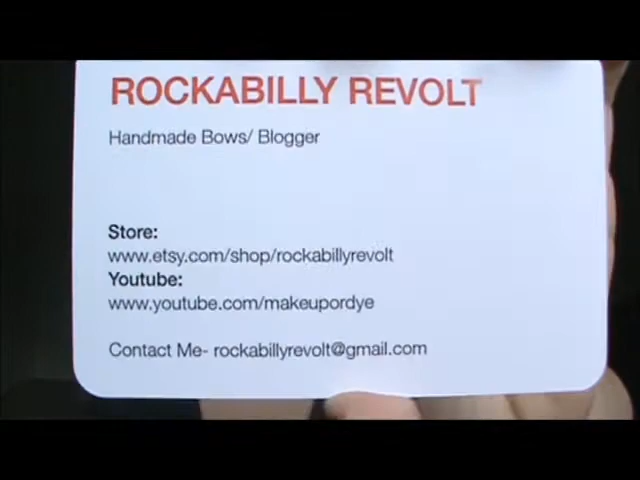 ROCKABILLY REVOLT
Handmade Bows/ Blogger
Store:
www.etsy.com/shop/rockabillyrevolt
Youtube:
www.youtube.com/makeupordye
Contact Me- rockabillyrevolt@gmail.com